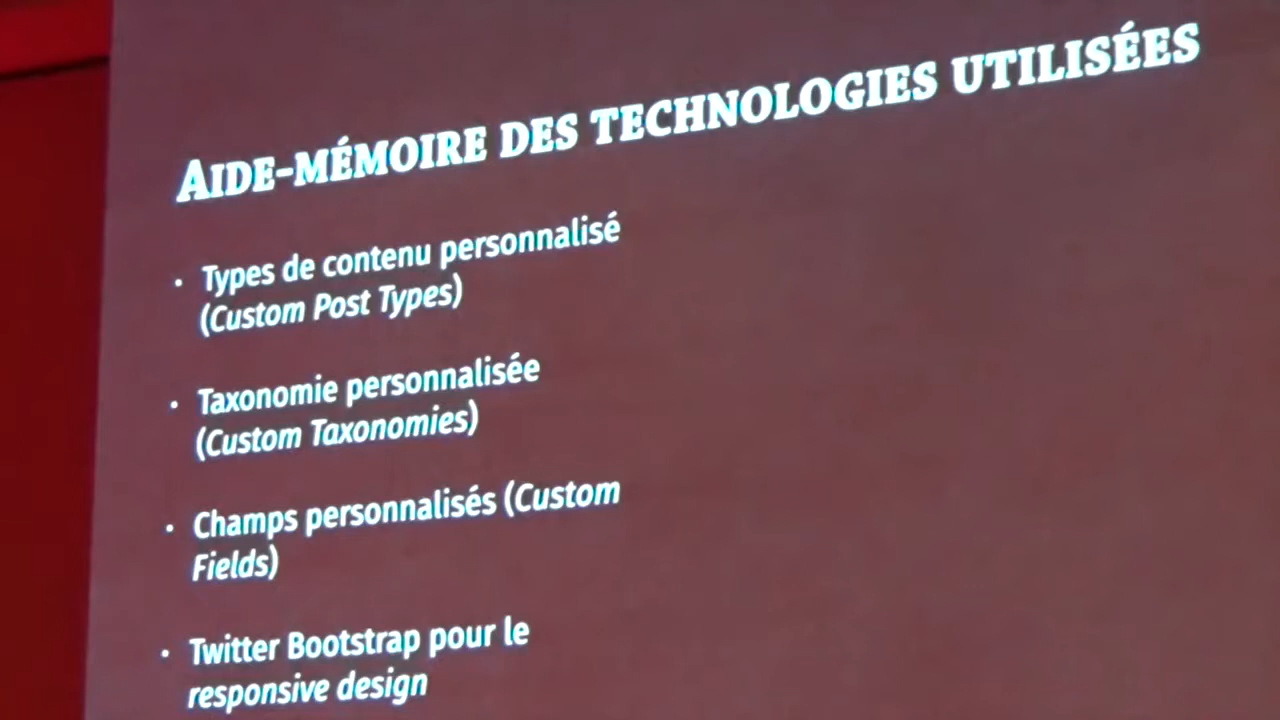 Aide-mémoire des technologies utilisées
• Types de contenu personnalisé
(Custom Post Types)
• Taxonomie personnalisée
(Custom Taxonomies)
• Champs personnalisés (Custom
Fields)
• Twitter Bootstrap pour le
responsive design